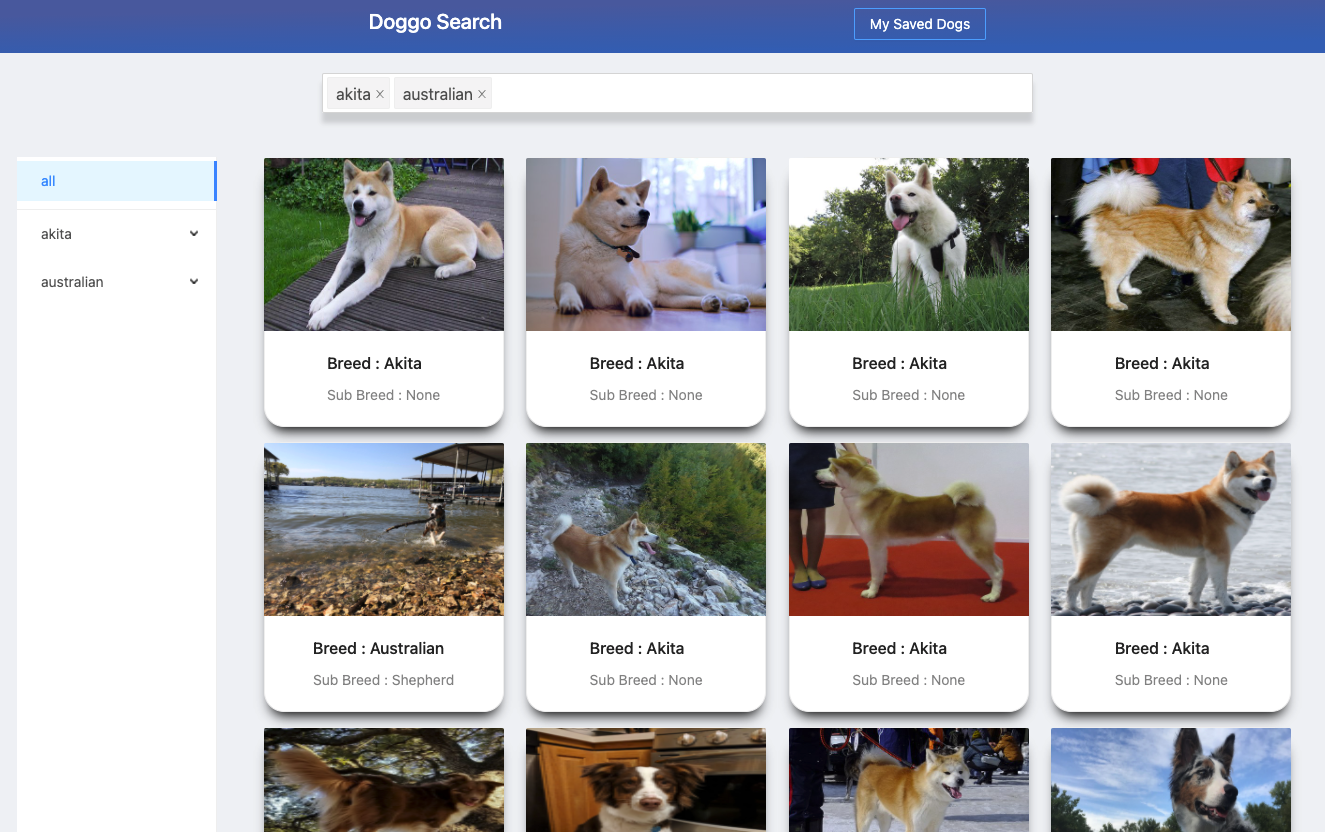 Doggo Search
My Saved Dogs
akita ×
australian ×
all
akita
australian
Breed : Akita
Sub Breed : None
Breed : Akita
Sub Breed : None
Breed : Akita
Sub Breed : None
Breed : Akita
Sub Breed : None
Breed : Australian
Sub Breed : Shepherd
Breed : Akita
Sub Breed : None
Breed : Akita
Sub Breed : None
Breed : Akita
Sub Breed : None